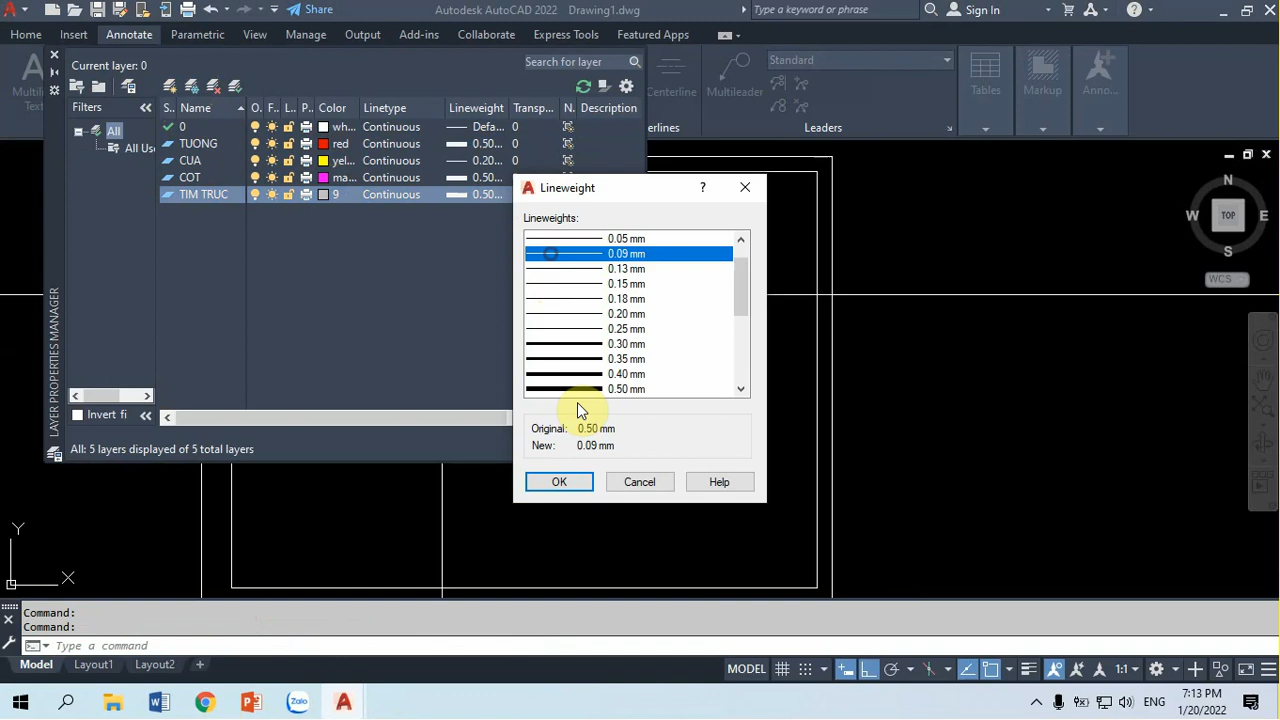 Share
Autodesk AutoCAD 2022 Drawing1.dwg
Type a keyword or phrase
Sign In
Home Insert Annotate Parametric View Manage Output Add-ins Collaborate Express Tools Featured Apps
Current layer: 0
Search for layer
Standard
Centerline
Multileader
Tables
Markup
Anno...
Text
Leaders
Filters
S.. Name O. F... L... P.. Color Linetype Lineweight Transp... N. Description
All
All Us
0 wh... Continuous Defa... 0
TUONG red Continuous 0.50... 0
CUA yel... Continuous 0.20... 0
COT ma... Continuous 0.50... 0
TIM TRUC 9 Continuous 0.50...
Invert fi
All: 5 layers displayed of 5 total layers
LAYER PROPERTIES MANAGER
Lineweight
?
Lineweights:
0.05 mm
0.09 mm
0.13 mm
0.15 mm
0.18 mm
0.20 mm
0.25 mm
0.30 mm
0.35 mm
0.40 mm
0.50 mm
Original: 0.50 mm
New: 0.09 mm
OK Cancel Help
N
W TOP E
S
WCS
Y
X
Command:
Command:
Type a command
Model Layout1 Layout2 +
MODEL
1:1
ENG
7:13 PM
1/20/2022